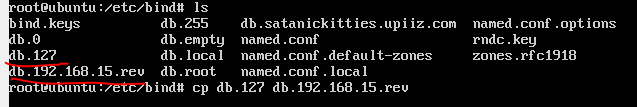 root@ubuntu:/etc/bind# ls
bind.keys db.255 db.satanickitties.upiiz.com named.conf.options
db.0 db.empty named.conf rndc.key
db.127 db.local named.conf.default-zones zones.rfc1918
db.192.168.15.rev db.root named.conf.local
root@ubuntu:/etc/bind# cp db.127 db.192.168.15.rev